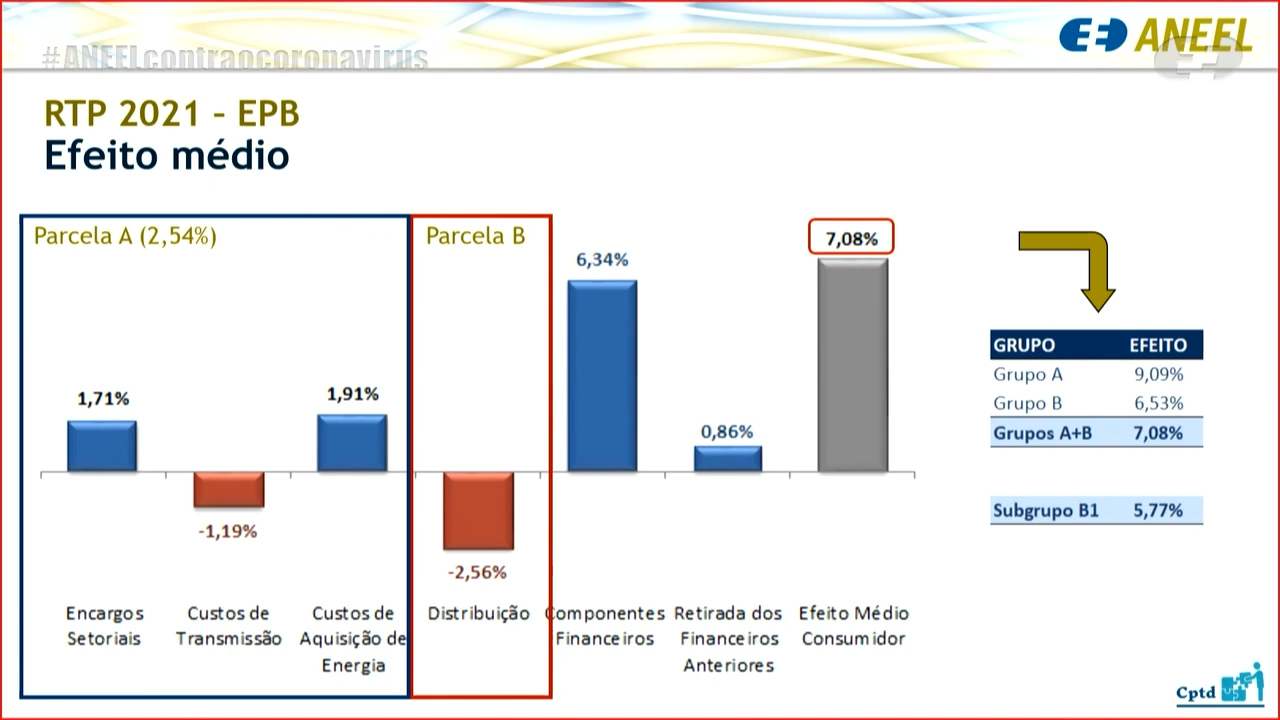 #ANEELcontraocoronavirus
ANEEL
RTP 2021 – EPB
Efeito médio
Parcela A (2,54%)
Parcela B
1,71%
-1,19%
1,91%
-2,56%
6,34%
0,86%
7,08%
Encargos
Setoriais
Custos de
Transmissão
Custos de
Aquisição de
Energia
Distribuição
Componentes
Financeiros
Retirada dos
Financeiros
Anteriores
Efeito Médio
Consumidor
GRUPO EFEITO
Grupo A 9,09%
Grupo B 6,53%
Grupos A+B 7,08%
Subgrupo B1 5,77%
Cptd